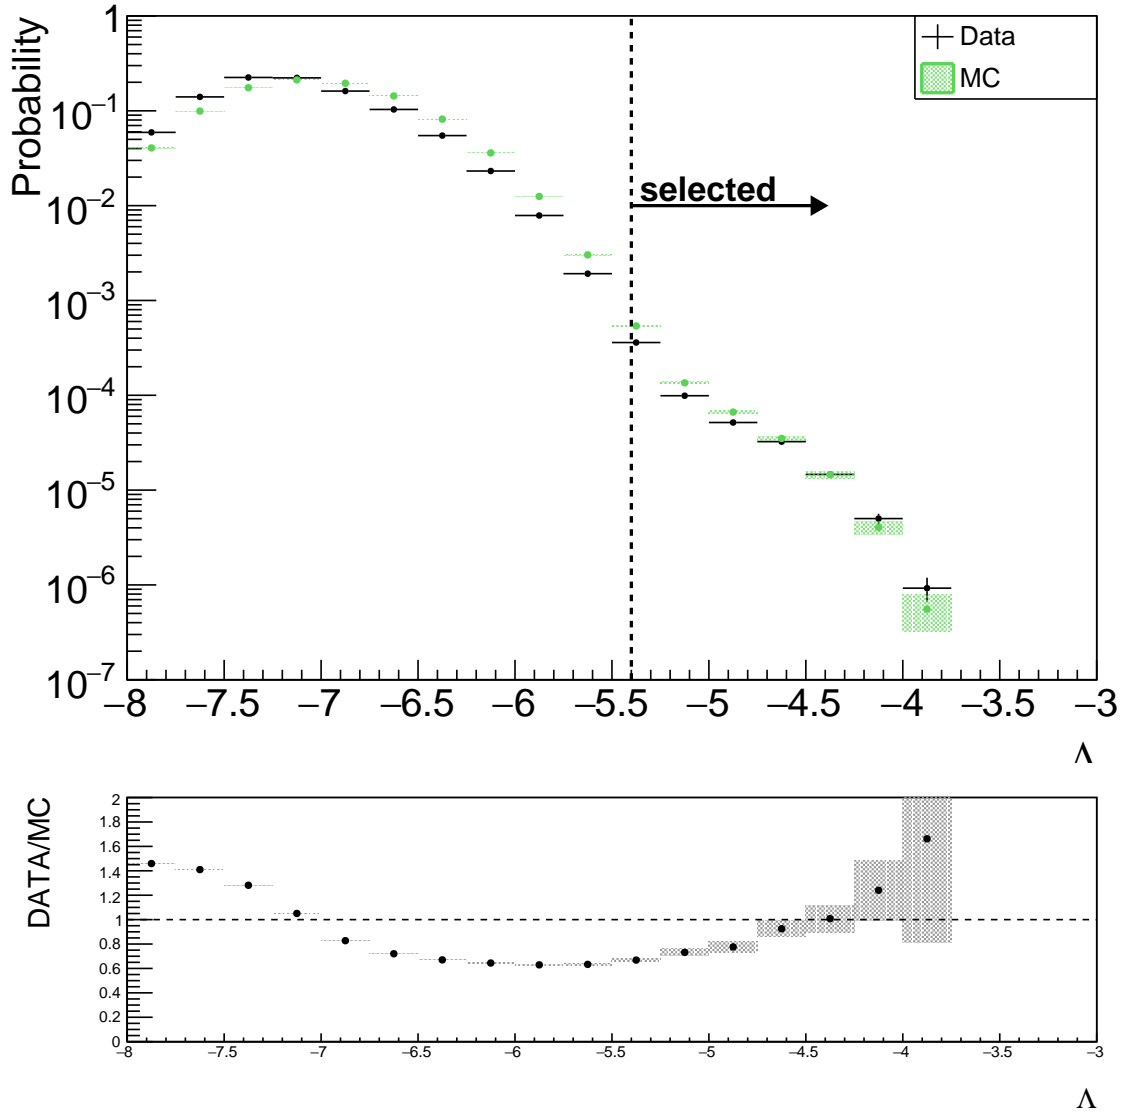 Probability
1
10⁻¹
10⁻²
10⁻³
10⁻⁴
10⁻⁵
10⁻⁶
10⁻⁷
Data
MC
selected
−8 −7.5 −7 −6.5 −6 −5.5 −5 −4.5 −4 −3.5 −3
Λ
DATA/MC
2
1.8
1.6
1.4
1.2
1
0.8
0.6
0.4
0.2
0
−8 −7.5 −7 −6.5 −6 −5.5 −5 −4.5 −4 −3.5 −3
Λ